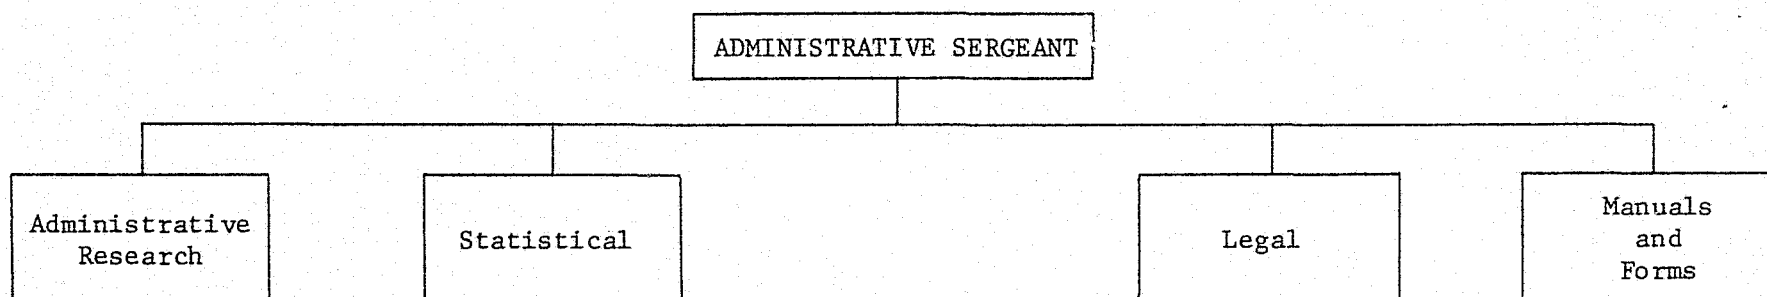 ADMINISTRATIVE SERGEANT
Administrative
Research
Statistical
Legal
Manuals
and
Forms